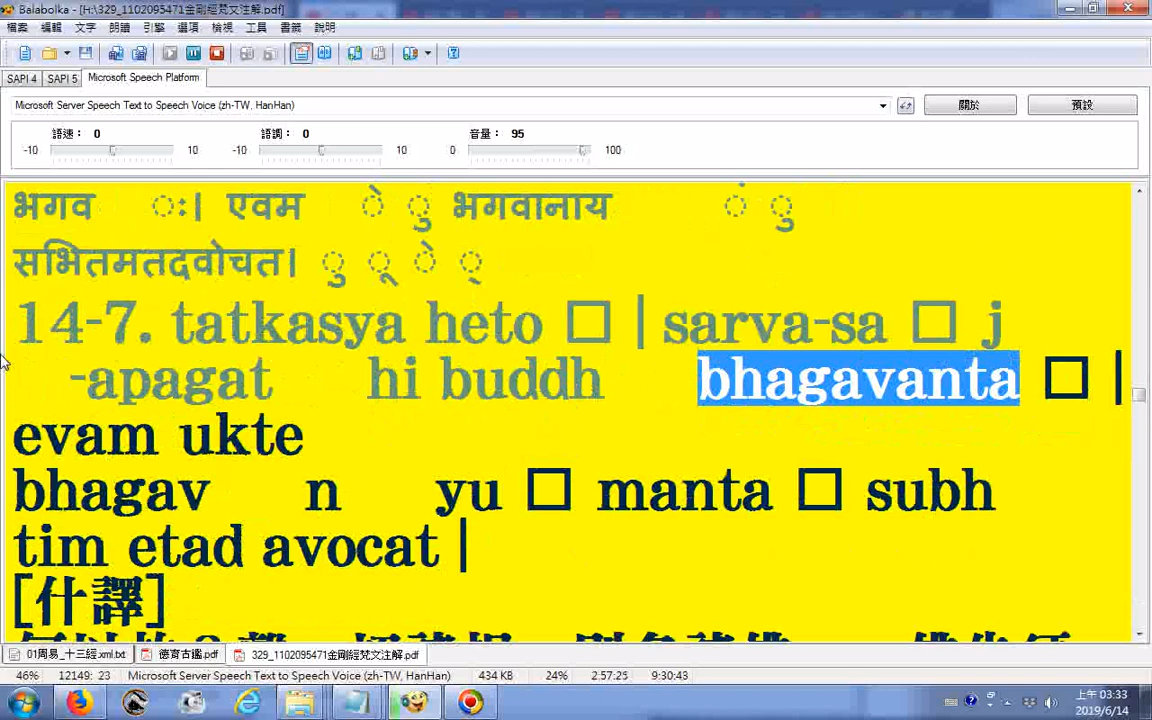 Balabolka - [H:\329_1102095471金剛經梵文注解.pdf]
檔案 編輯 文字 朗讀 引擎 選項 檢視 工具 書籤 說明
SAPI 4 SAPI 5 Microsoft Speech Platform
Microsoft Server Speech Text to Speech Voice (zh-TW, HanHan) 關於 預設
語速： 0 語調： 0 音量： 95
-10 10 -10 10 0 100
भगव ः| एवम े ु भगवानाय ं ु
सभितमतदवोचत| ु ू े ्
14-7. tatkasya heto □ | sarva-sa □ j
-apagat hi buddh bhagavanta □ |
evam ukte
bhagav n yu □ manta □ subh
tim etad avocat |
[什譯]
01周易_十三經.xml.txt 德育古鑑.pdf 329_1102095471金剛經梵文注解.pdf
46% 12149: 23 Microsoft Server Speech Text to Speech Voice (zh-TW, HanHan) 434 KB 24% 2:57:25 9:30:43
上午 03:33
2019/6/14